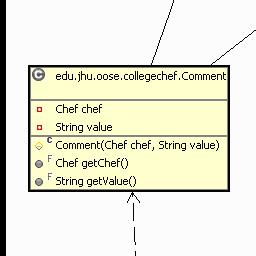 C edu.jhu.oose.collegechef.Comment
Chef chef
String value
C Comment(Chef chef, String value)
F Chef getChef()
F String getValue()